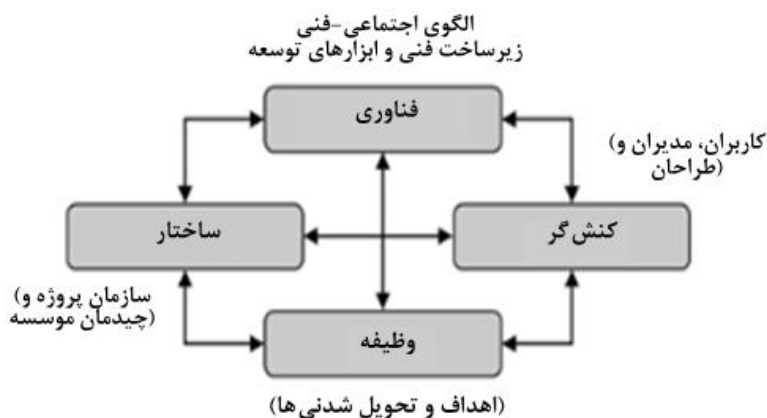 الگوی اجتماعی-فنی
زیرساخت فنی و ابزارهای توسعه
فناوری
کاربران، مدیران و)
(طراحان
کنش‌گر
ساختار
سازمان پروژه و)
(چیدمان موسسه
وظیفه
(اهداف و تحویل شدنی‌ها)